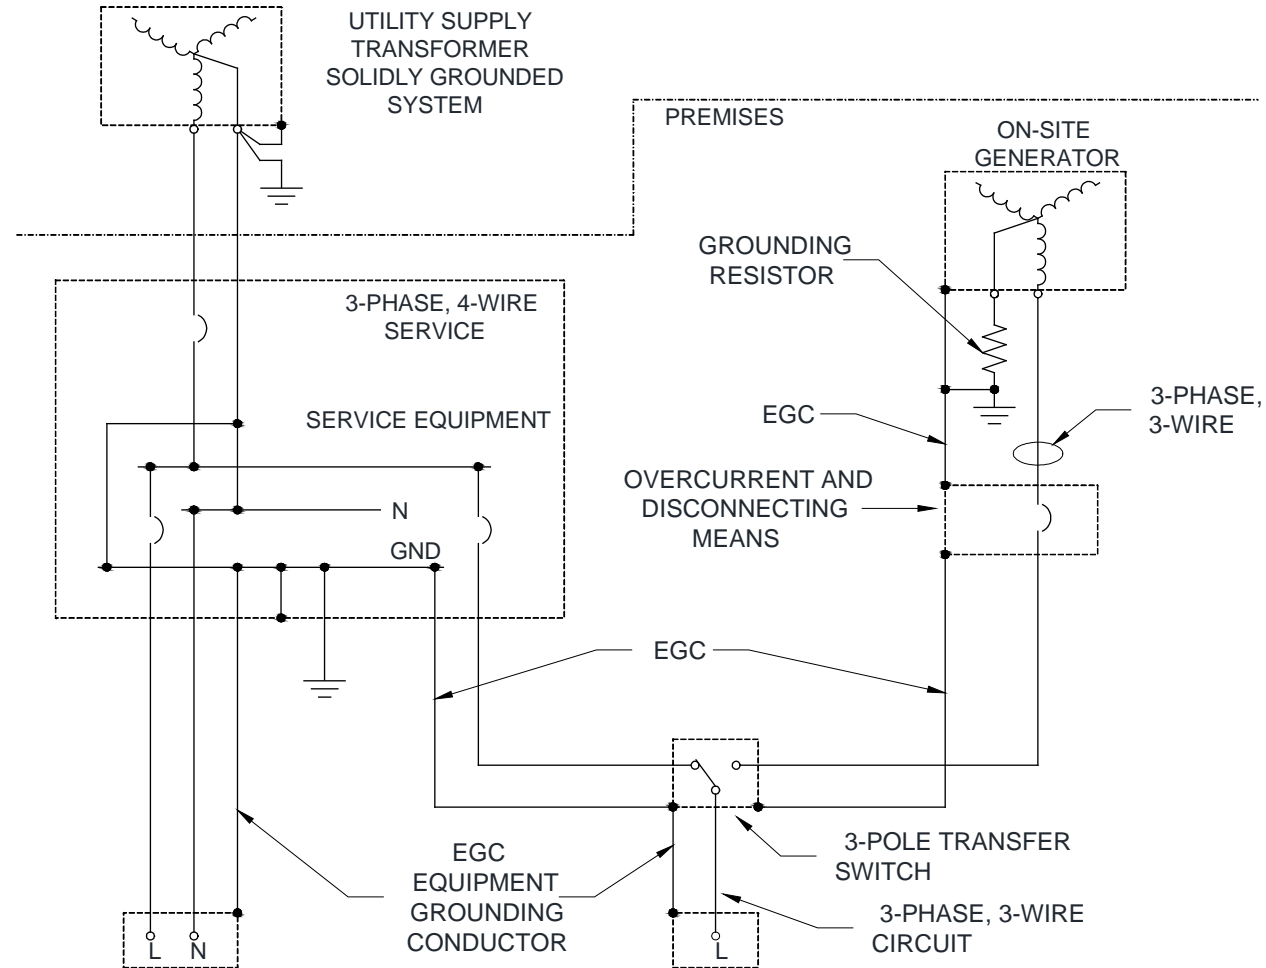 UTILITY SUPPLY
TRANSFORMER
SOLIDLY GROUNDED
SYSTEM
PREMISES
ON-SITE
GENERATOR
GROUNDING
RESISTOR
3-PHASE, 4-WIRE
SERVICE
SERVICE EQUIPMENT
EGC
3-PHASE,
3-WIRE
OVERCURRENT AND
DISCONNECTING
MEANS
N
GND
EGC
3-POLE TRANSFER
SWITCH
EGC
EQUIPMENT
GROUNDING
CONDUCTOR
3-PHASE, 3-WIRE
CIRCUIT
L N
L